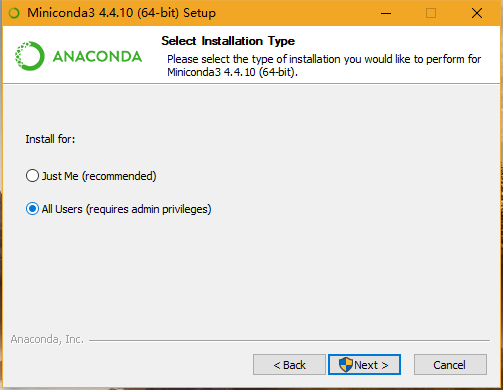 Miniconda3 4.4.10 (64-bit) Setup
ANACONDA
Select Installation Type
Please select the type of installation you would like to perform for
Miniconda3 4.4.10 (64-bit).
Install for:
Just Me (recommended)
All Users (requires admin privileges)
Anaconda, Inc.
< Back
Next >
Cancel